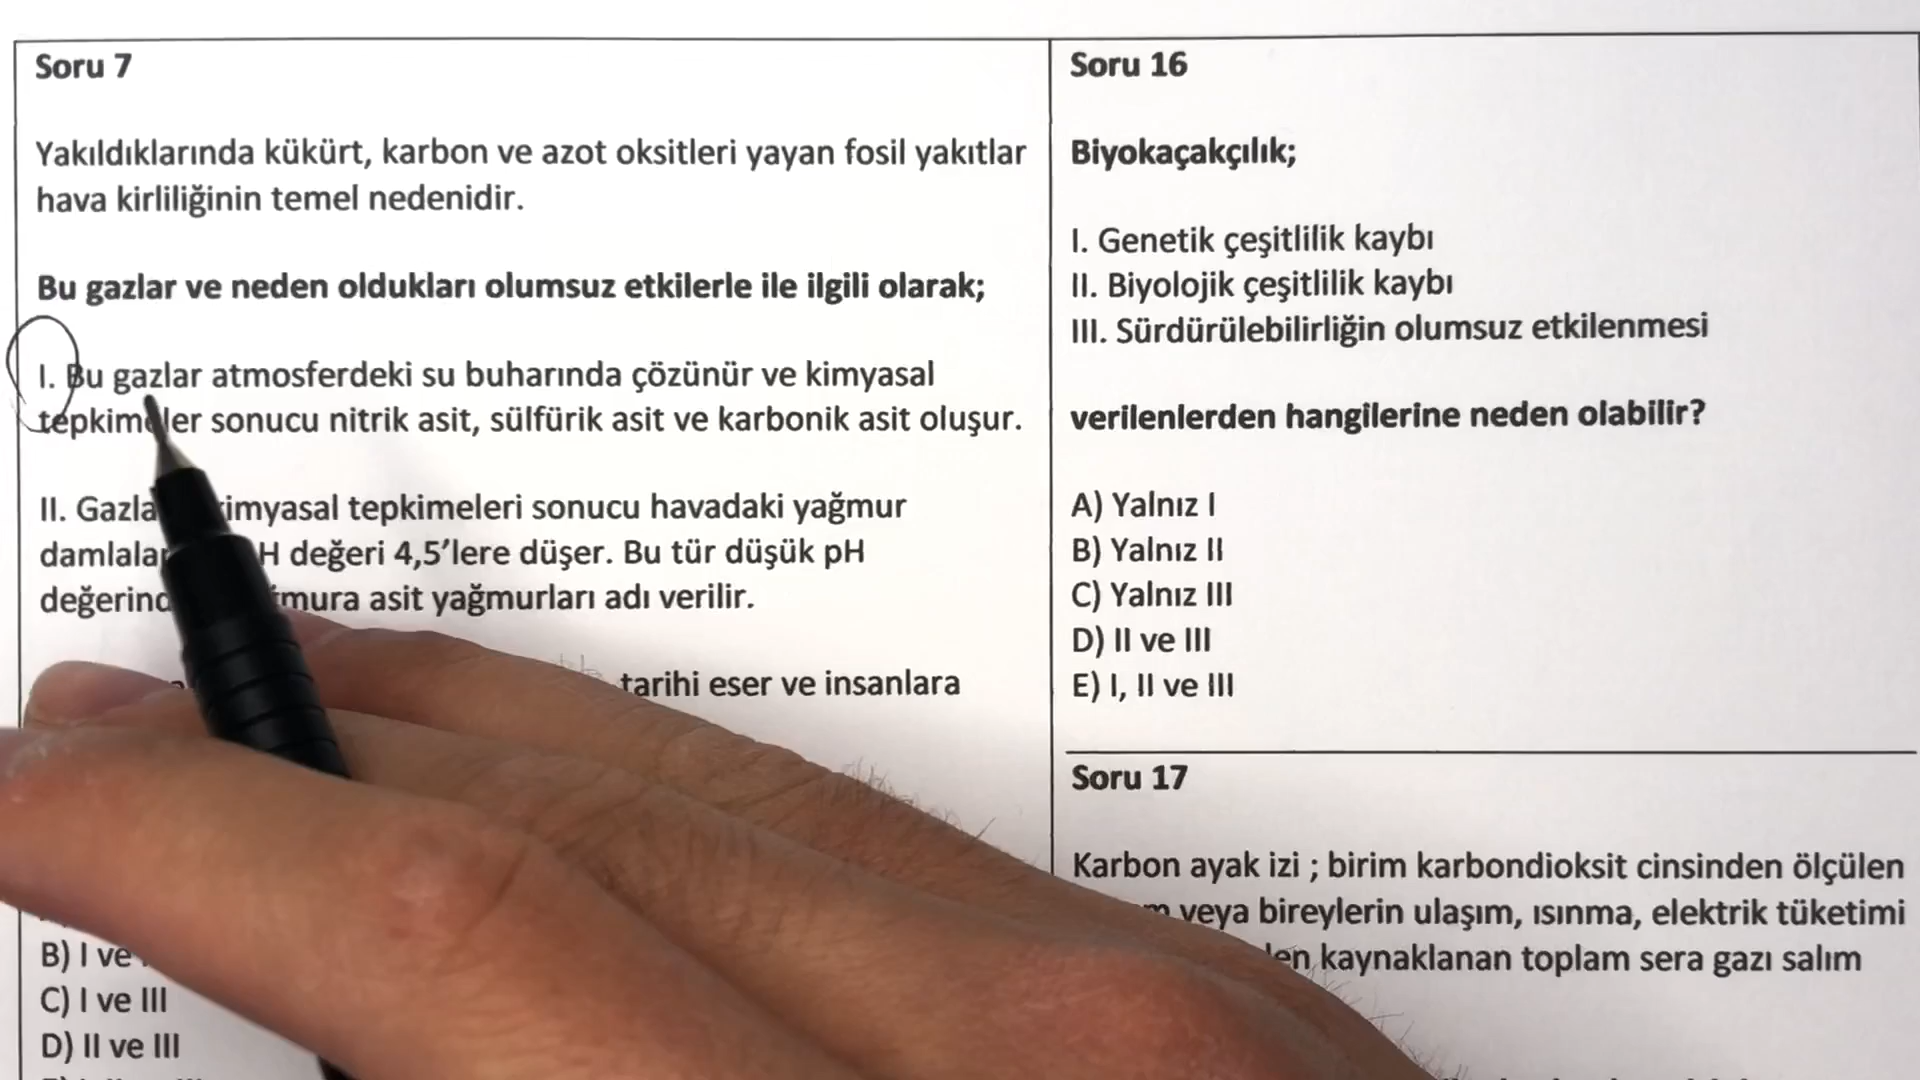 Soru 7
Yakıldıklarında kükürt, karbon ve azot oksitleri yayan fosil yakıtlar
hava kirliliğinin temel nedenidir.
Bu gazlar ve neden oldukları olumsuz etkilerle ile ilgili olarak;
I. Bu gazlar atmosferdeki su buharında çözünür ve kimyasal
sonucu nitrik asit, sülfürik asit ve karbonik asit oluşur.
II. tepkimeleri sonucu havadaki yağmur
değeri 4,5'lere düşer. Bu tür düşük pH
asit yağmurları adı verilir.
tarihi eser ve insanlara
B) I ve
C) I ve III
D) II ve III
Soru 16
Biyokaçakçılık;
I. Genetik çeşitlilik kaybı
II. Biyolojik çeşitlilik kaybı
III. Sürdürülebilirliğin olumsuz etkilenmesi
verilenlerden hangilerine neden olabilir?
A) Yalnız I
B) Yalnız II
C) Yalnız III
D) II ve III
E) I, II ve III
Soru 17
Karbon ayak izi ; birim karbondioksit cinsinden ölçülen
veya bireylerin ulaşım, ısınma, elektrik tüketimi
kaynaklanan toplam sera gazı salım